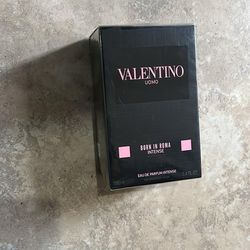 VALENTINO
UOMO
BORN IN ROMA
INTENSE
EAU DE PARFUM INTENSE